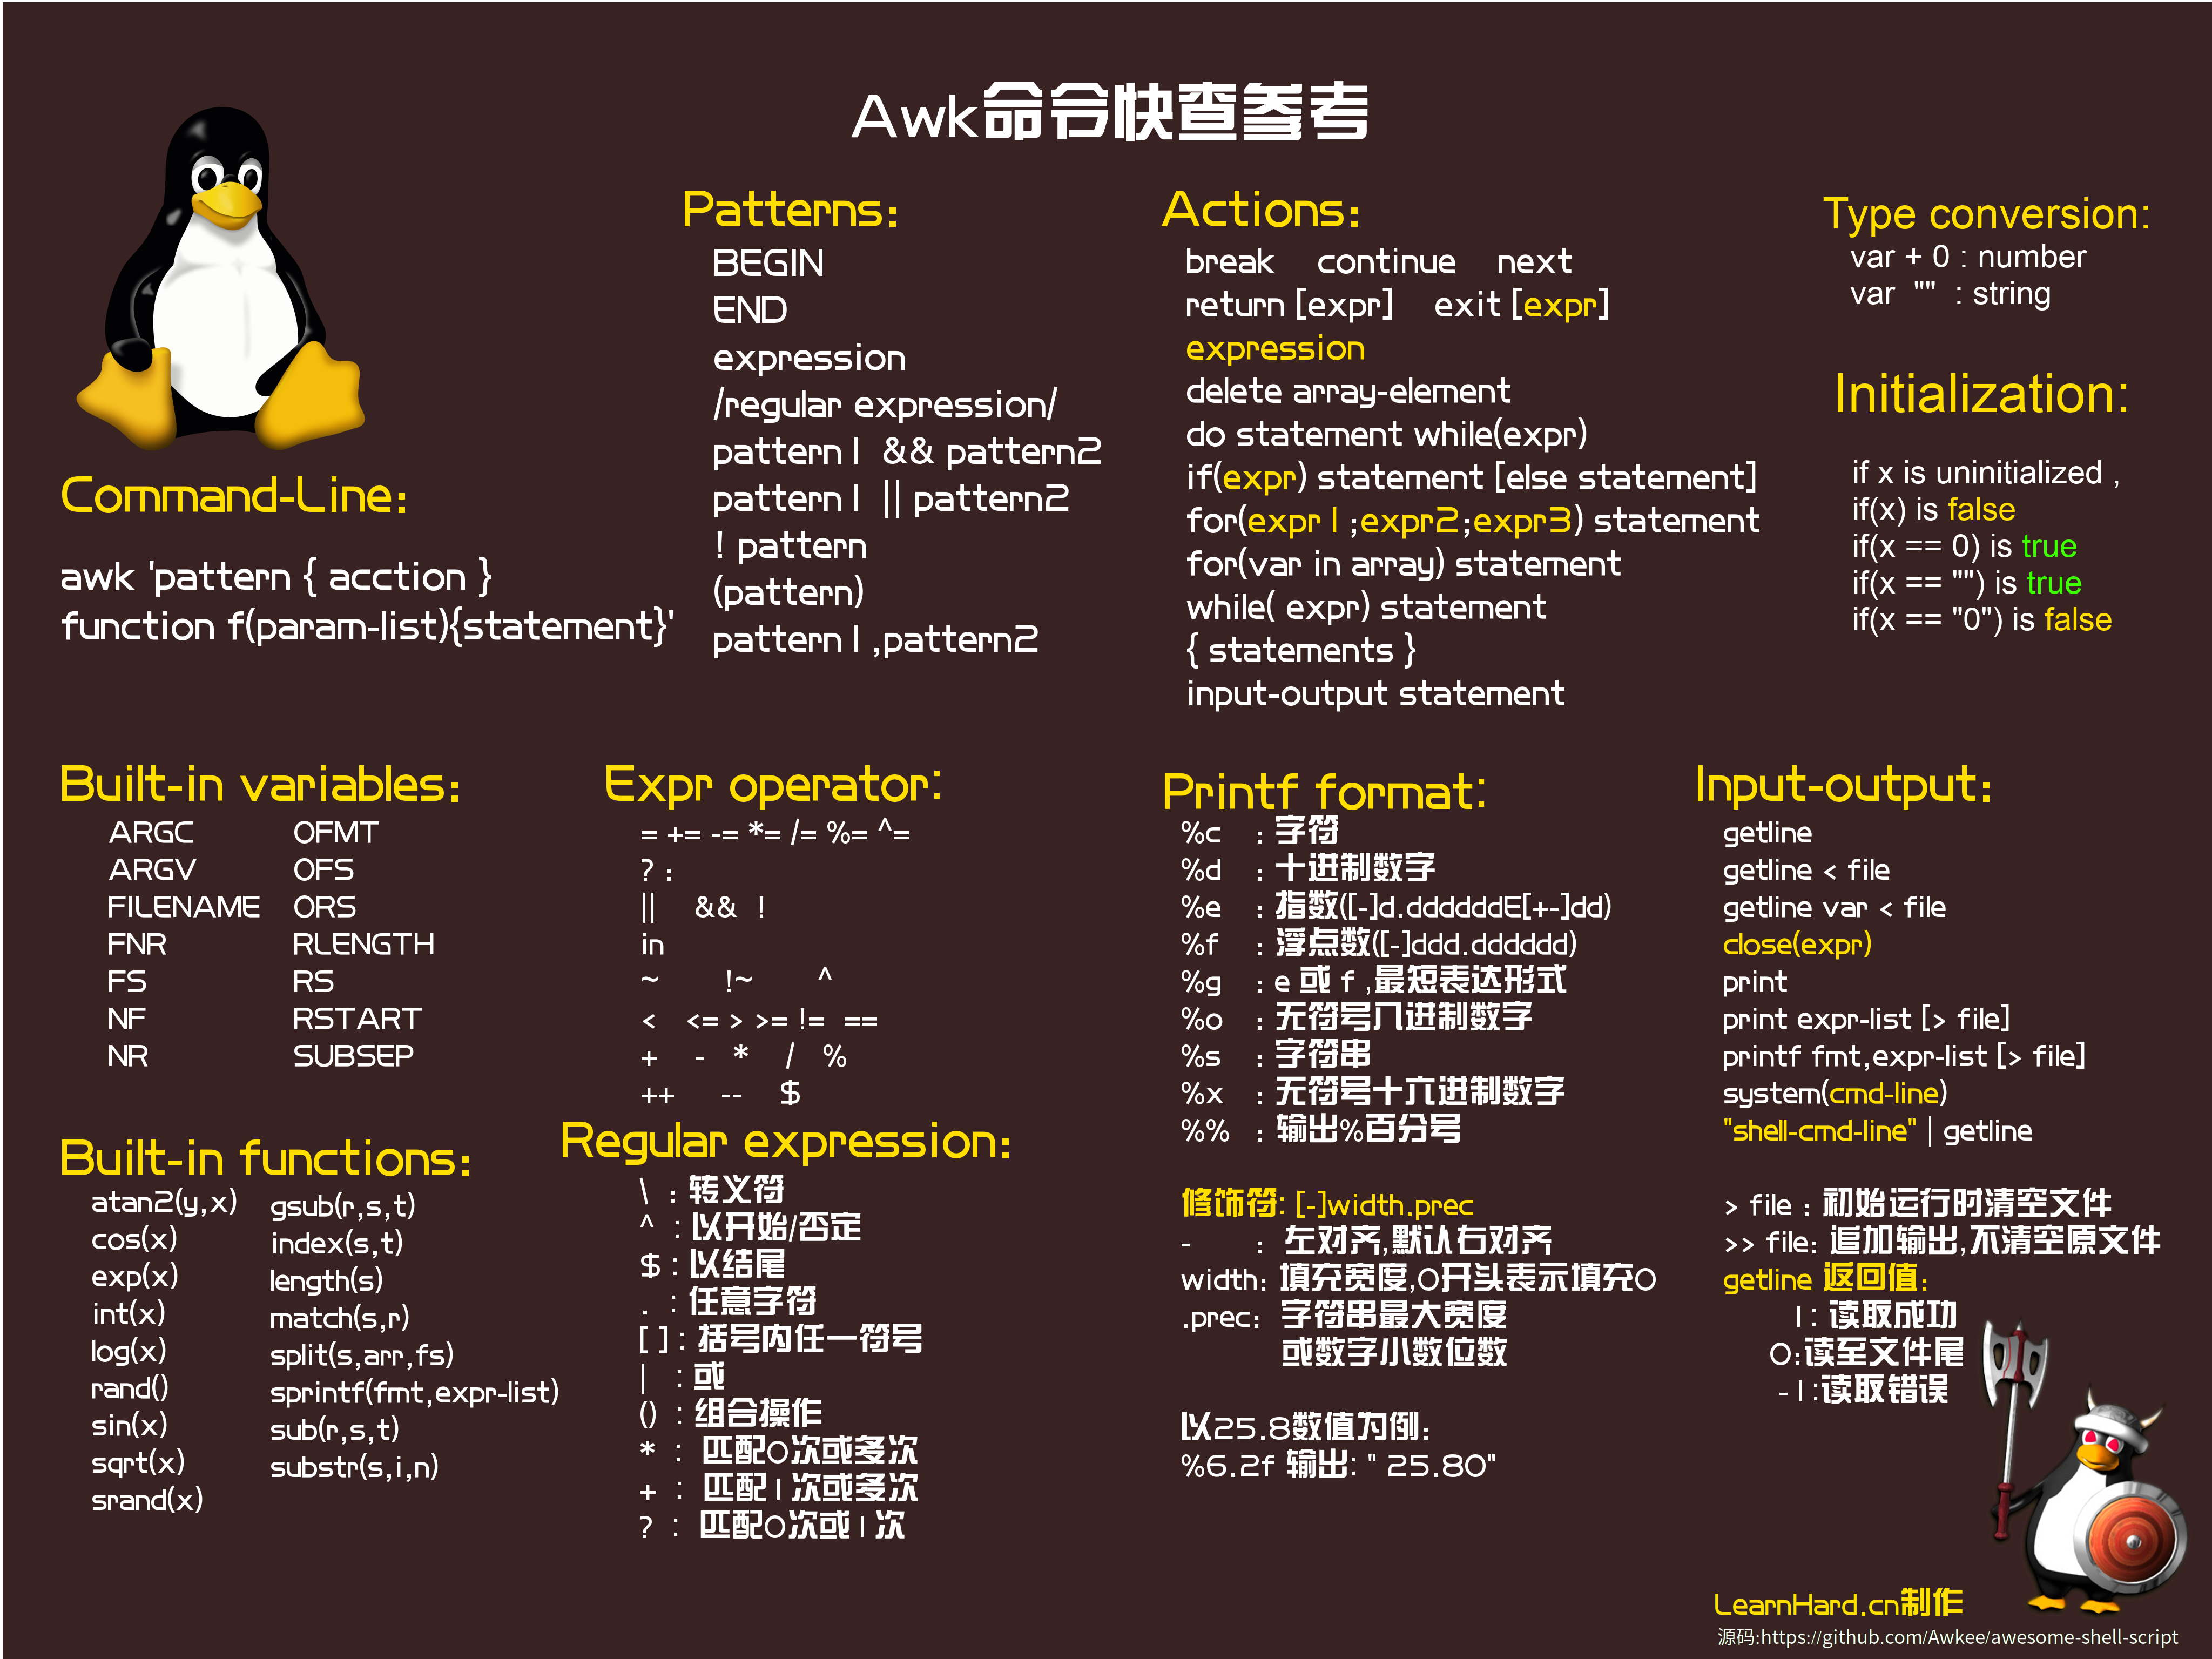 Awk命令快查参考
Command-Line:
awk 'pattern { acction }
function f(param-list){statement}'
Patterns:
BEGIN
END
expression
/regular expression/
pattern1 && pattern2
pattern1 || pattern2
! pattern
(pattern)
pattern1 ,pattern2
Actions:
break continue next
return [expr] exit [expr]
expression
delete array-element
do statement while(expr)
if(expr) statement [else statement]
for(expr1;expr2;expr3) statement
for(var in array) statement
while( expr) statement
{ statements }
input-output statement
Type conversion:
var + 0 : number
var "" : string
Initialization:
if x is uninitialized ,
if(x) is false
if(x == 0) is true
if(x == "") is true
if(x == "0") is false
Built-in variables:
ARGC OFMT
ARGV OFS
FILENAME ORS
FNR RLENGTH
FS RS
NF RSTART
NR SUBSEP
Built-in functions:
atan2(y,x) gsub(r,s,t)
cos(x) index(s,t)
exp(x) length(s)
int(x) match(s,r)
log(x) split(s,arr,fs)
rand() sprintf(fmt,expr-list)
sin(x) sub(r,s,t)
sqrt(x) substr(s,i,n)
srand(x)
Expr operator:
= += -= *= /= %= ^=
? :
|| && !
in
~ !~ ^
< <= > >= != ==
+ - * / %
++ -- $
Regular expression:
\ : 转义符
^ : 以开始/否定
$ : 以结尾
. : 任意字符
[ ] : 括号内任一符号
| : 或
() : 组合操作
* : 匹配0次或多次
+ : 匹配1次或多次
? : 匹配0次或1次
Printf format:
%c : 字符
%d : 十进制数字
%e : 指数([-]d.ddddddE[+-]dd)
%f : 浮点数([-]ddd.dddddd)
%g : e 或 f ,最短表达形式
%o : 无符号八进制数字
%s : 字符串
%x : 无符号十六进制数字
%% : 输出%百分号
修饰符: [-]width.prec
- : 左对齐,默认右对齐
width: 填充宽度,0开头表示填充0
.prec: 字符串最大宽度
或数字小数位数
以25.8数值为例:
%6.2f 输出: " 25.80"
Input-output:
getline
getline < file
getline var < file
close(expr)
print
print expr-list [> file]
printf fmt,expr-list [> file]
system(cmd-line)
"shell-cmd-line" | getline
> file : 初始运行时清空文件
>> file: 追加输出,不清空原文件
getline 返回值:
1: 读取成功
0:读至文件尾
-1:读取错误
LearnHard.cn制作
源码:https://github.com/Awkee/awesome-shell-script